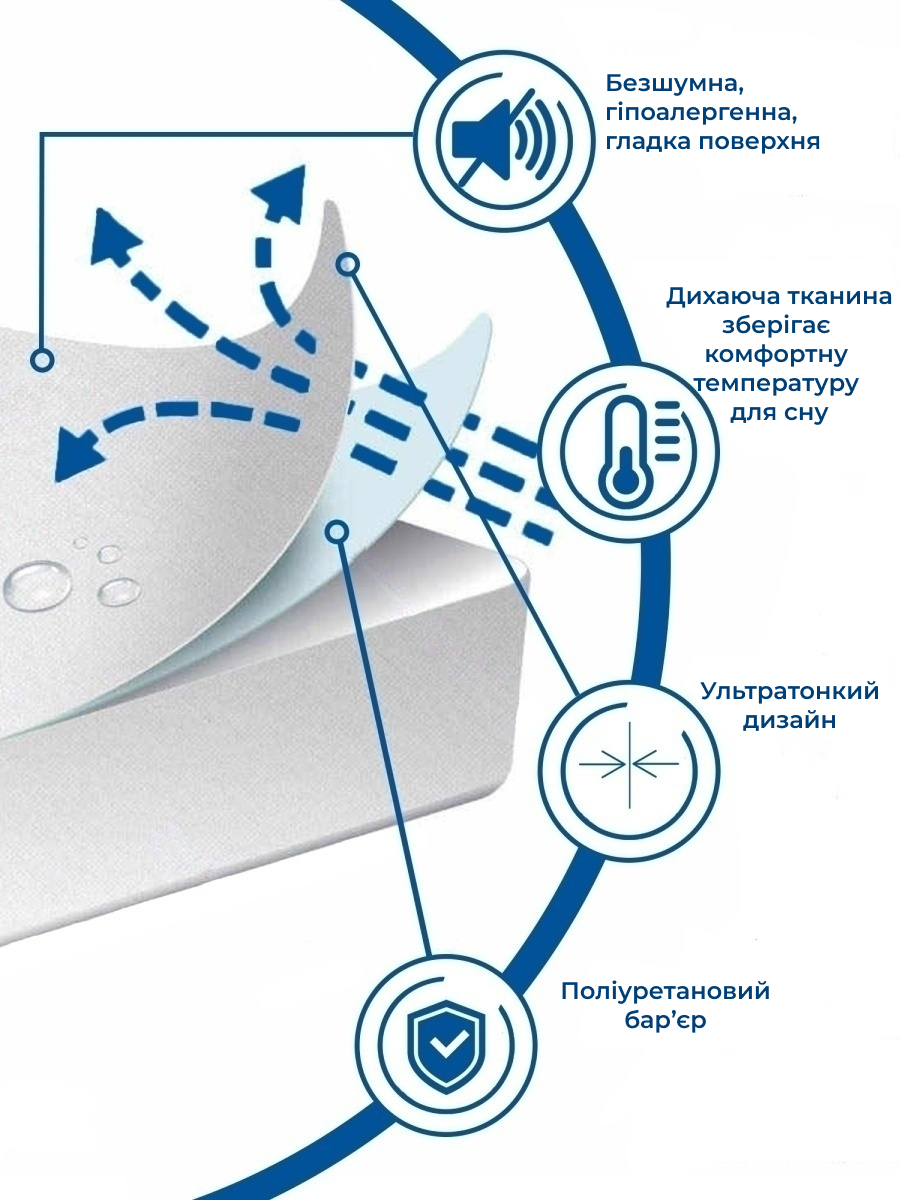 Безшумна,
гіпоалергенна,
гладка поверхня
Дихаюча тканина
зберігає
комфортну
температуру
для сну
Ультратонкий
дизайн
Поліуретановий
бар’єр